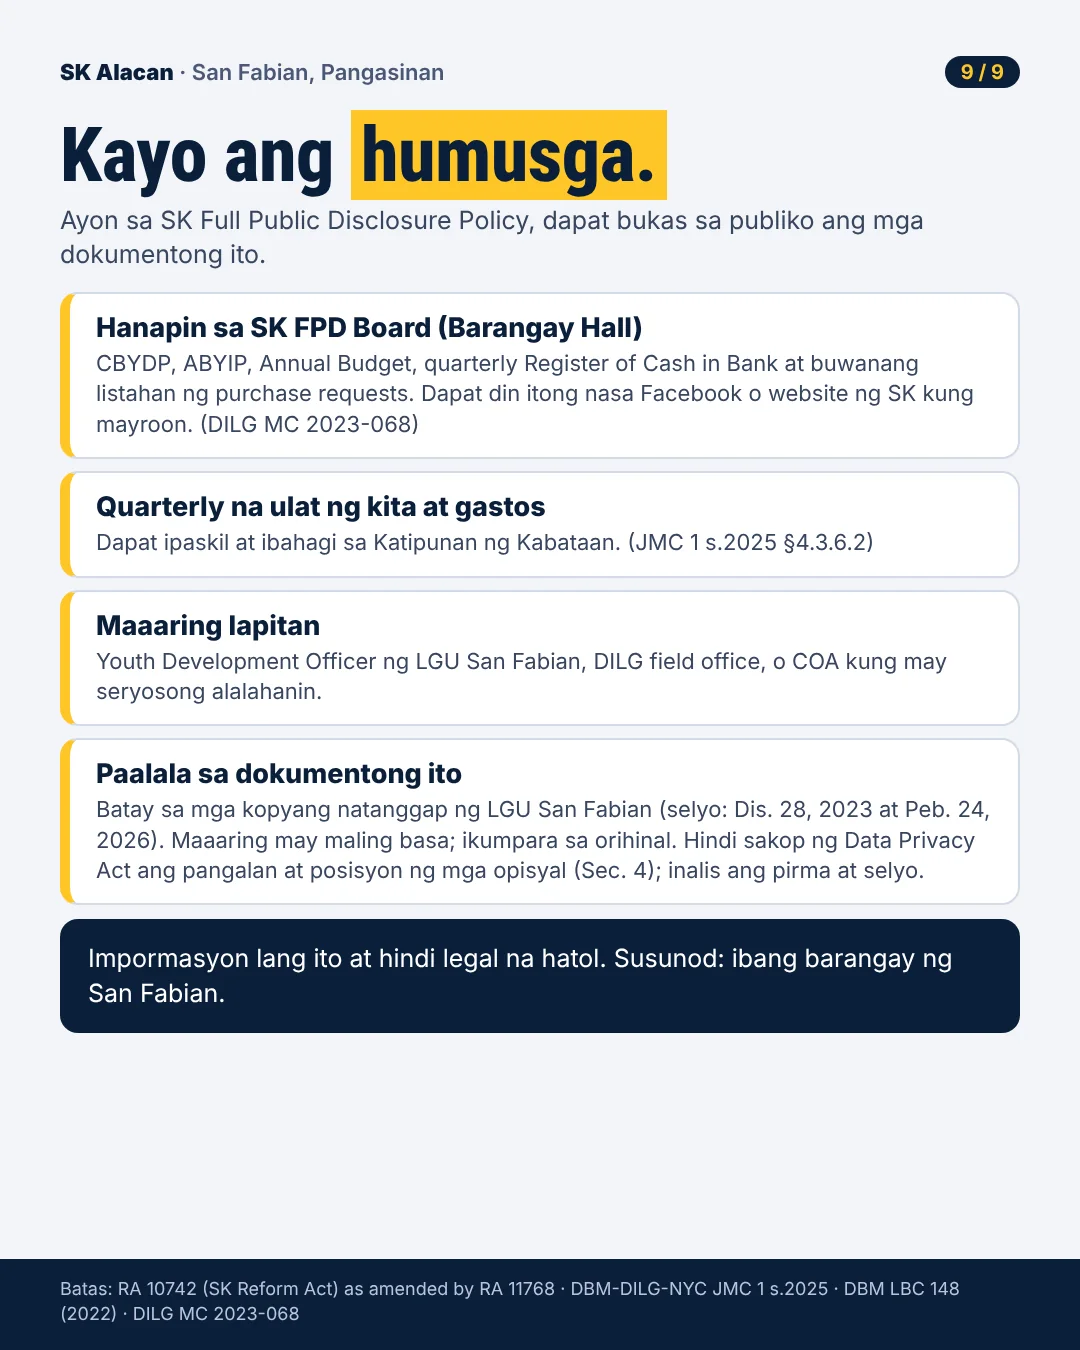 SK Alacan · San Fabian, Pangasinan
9 / 9
Kayo ang humusga.
Ayon sa SK Full Public Disclosure Policy, dapat bukas sa publiko ang mga
dokumentong ito.
Hanapin sa SK FPD Board (Barangay Hall)
CBYDP, ABYIP, Annual Budget, quarterly Register of Cash in Bank at buwanang
listahan ng purchase requests. Dapat din itong nasa Facebook o website ng SK kung
mayroon. (DILG MC 2023-068)
Quarterly na ulat ng kita at gastos
Dapat ipaskil at ibahagi sa Katipunan ng Kabataan. (JMC 1 s.2025 §4.3.6.2)
Maaaring lapitan
Youth Development Officer ng LGU San Fabian, DILG field office, o COA kung may
seryosong alalahanin.
Paalala sa dokumentong ito
Batay sa mga kopyang natanggap ng LGU San Fabian (selyo: Dis. 28, 2023 at Peb. 24,
2026). Maaaring may maling basa; ikumpara sa orihinal. Hindi sakop ng Data Privacy
Act ang pangalan at posisyon ng mga opisyal (Sec. 4); inalis ang pirma at selyo.
Impormasyon lang ito at hindi legal na hatol. Susunod: ibang barangay ng
San Fabian.
Batas: RA 10742 (SK Reform Act) as amended by RA 11768 · DBM-DILG-NYC JMC 1 s.2025 · DBM LBC 148
(2022) · DILG MC 2023-068